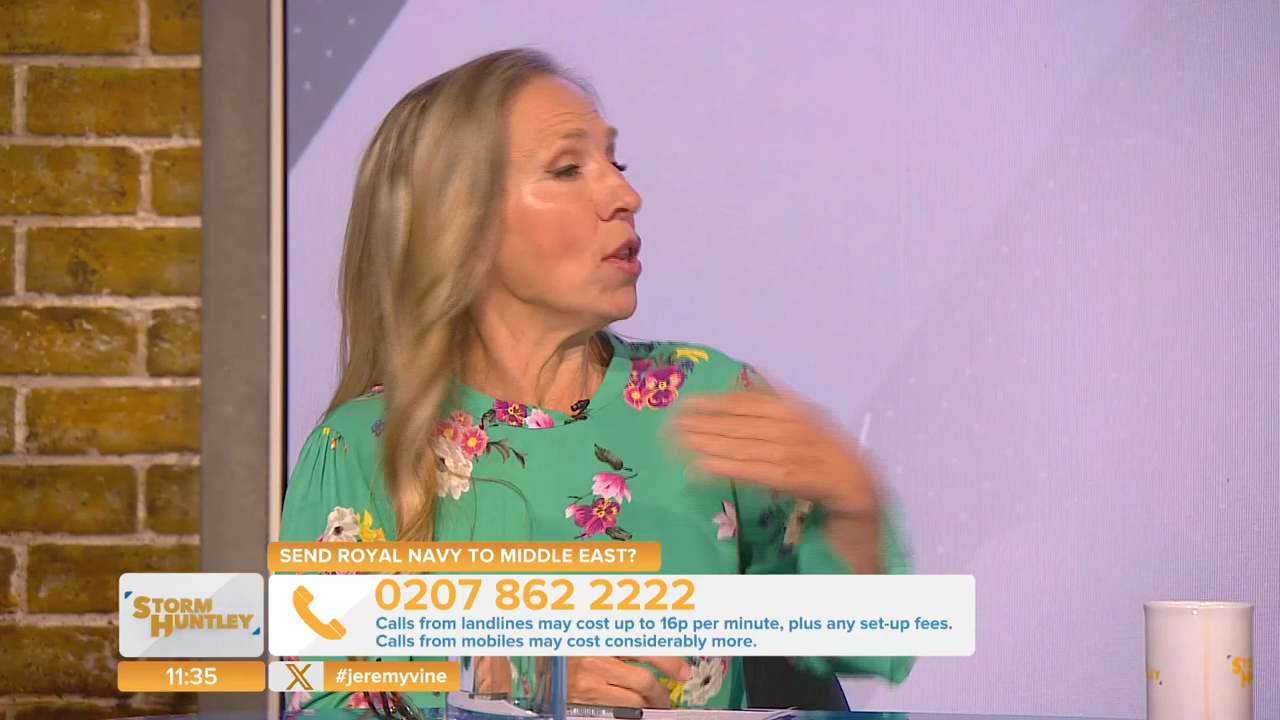 SEND ROYAL NAVY TO MIDDLE EAST?
STORM
HUNTLEY
0207 862 2222
Calls from landlines may cost up to 16p per minute, plus any set-up fees.
Calls from mobiles may cost considerably more.
11:35
#jeremyvine